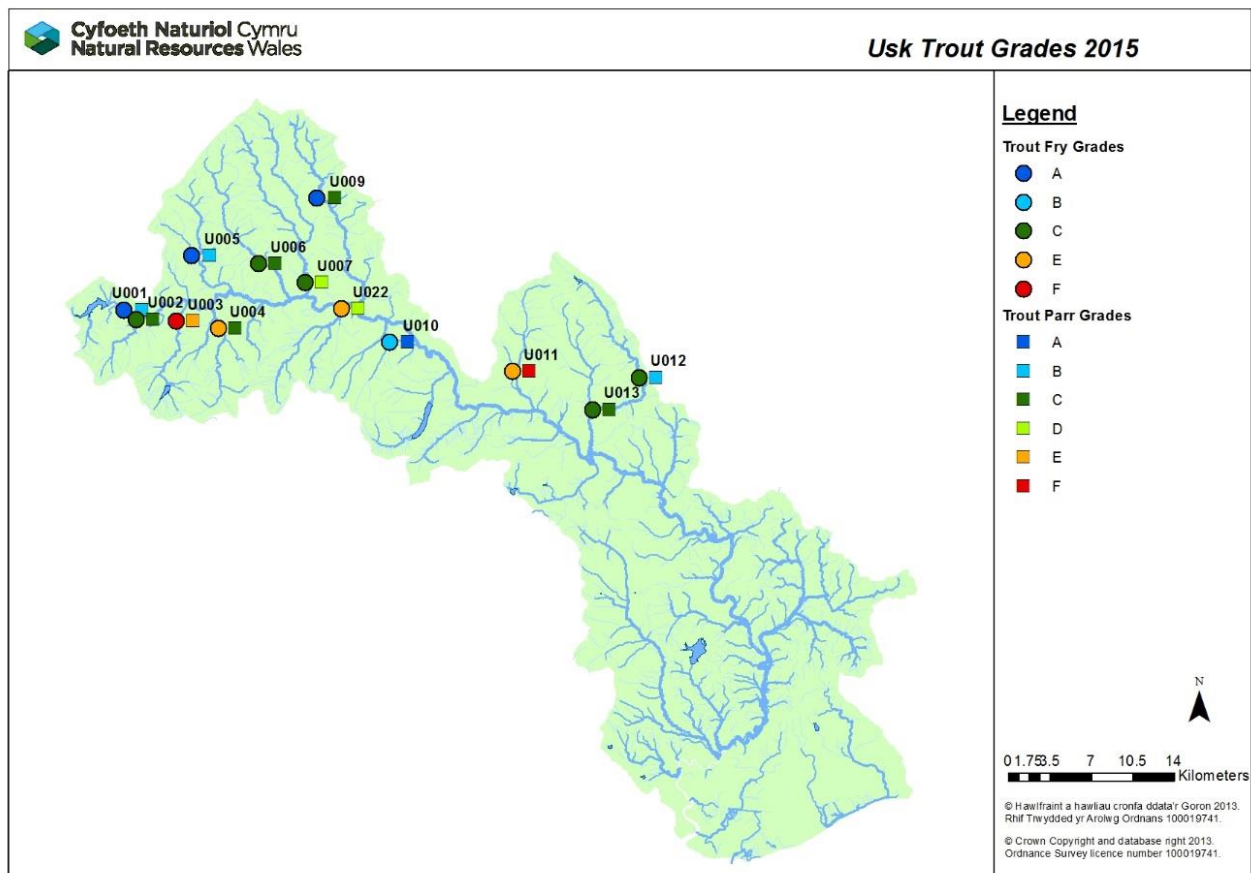 Cyfoeth Naturiol Cymru
Natural Resources Wales
Usk Trout Grades 2015
U009
U005
U006
U007
U001
U002
U003
U004
U022
U010
U011
U012
U013
Legend
Trout Fry Grades
A
B
C
E
F
Trout Parr Grades
A
B
C
D
E
F
N
0 1.753.5 7 10.5 14
Kilometers
© Hawlfraint a hawliau cronfa ddata'r Goron 2013.
Rhif Trwydded yr Arolwg Ordnans 100019741.
© Crown Copyright and database right 2013.
Ordnance Survey licence number 100019741.